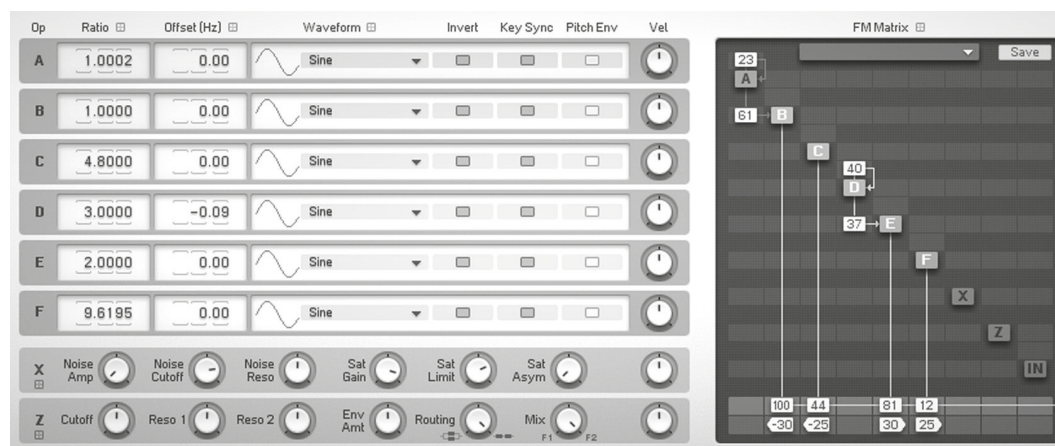 Op Ratio Offset (Hz) Waveform Invert Key Sync Pitch Env Vel FM Matrix
Save
A 1.0002 0.00 Sine
B 1.0000 0.00 Sine
C 4.8000 0.00 Sine
D 3.0000 -0.09 Sine
E 2.0000 0.00 Sine
F 9.6195 0.00 Sine
X Noise Amp Noise Cutoff Noise Reso Sat Gain Sat Limit Sat Asym
Z Cutoff Reso 1 Reso 2 Env Amt Routing Mix F1 F2
23
A
61 B
C
40
D
37 E
F
X
Z
IN
100 44 81 12
-30 -25 30 25